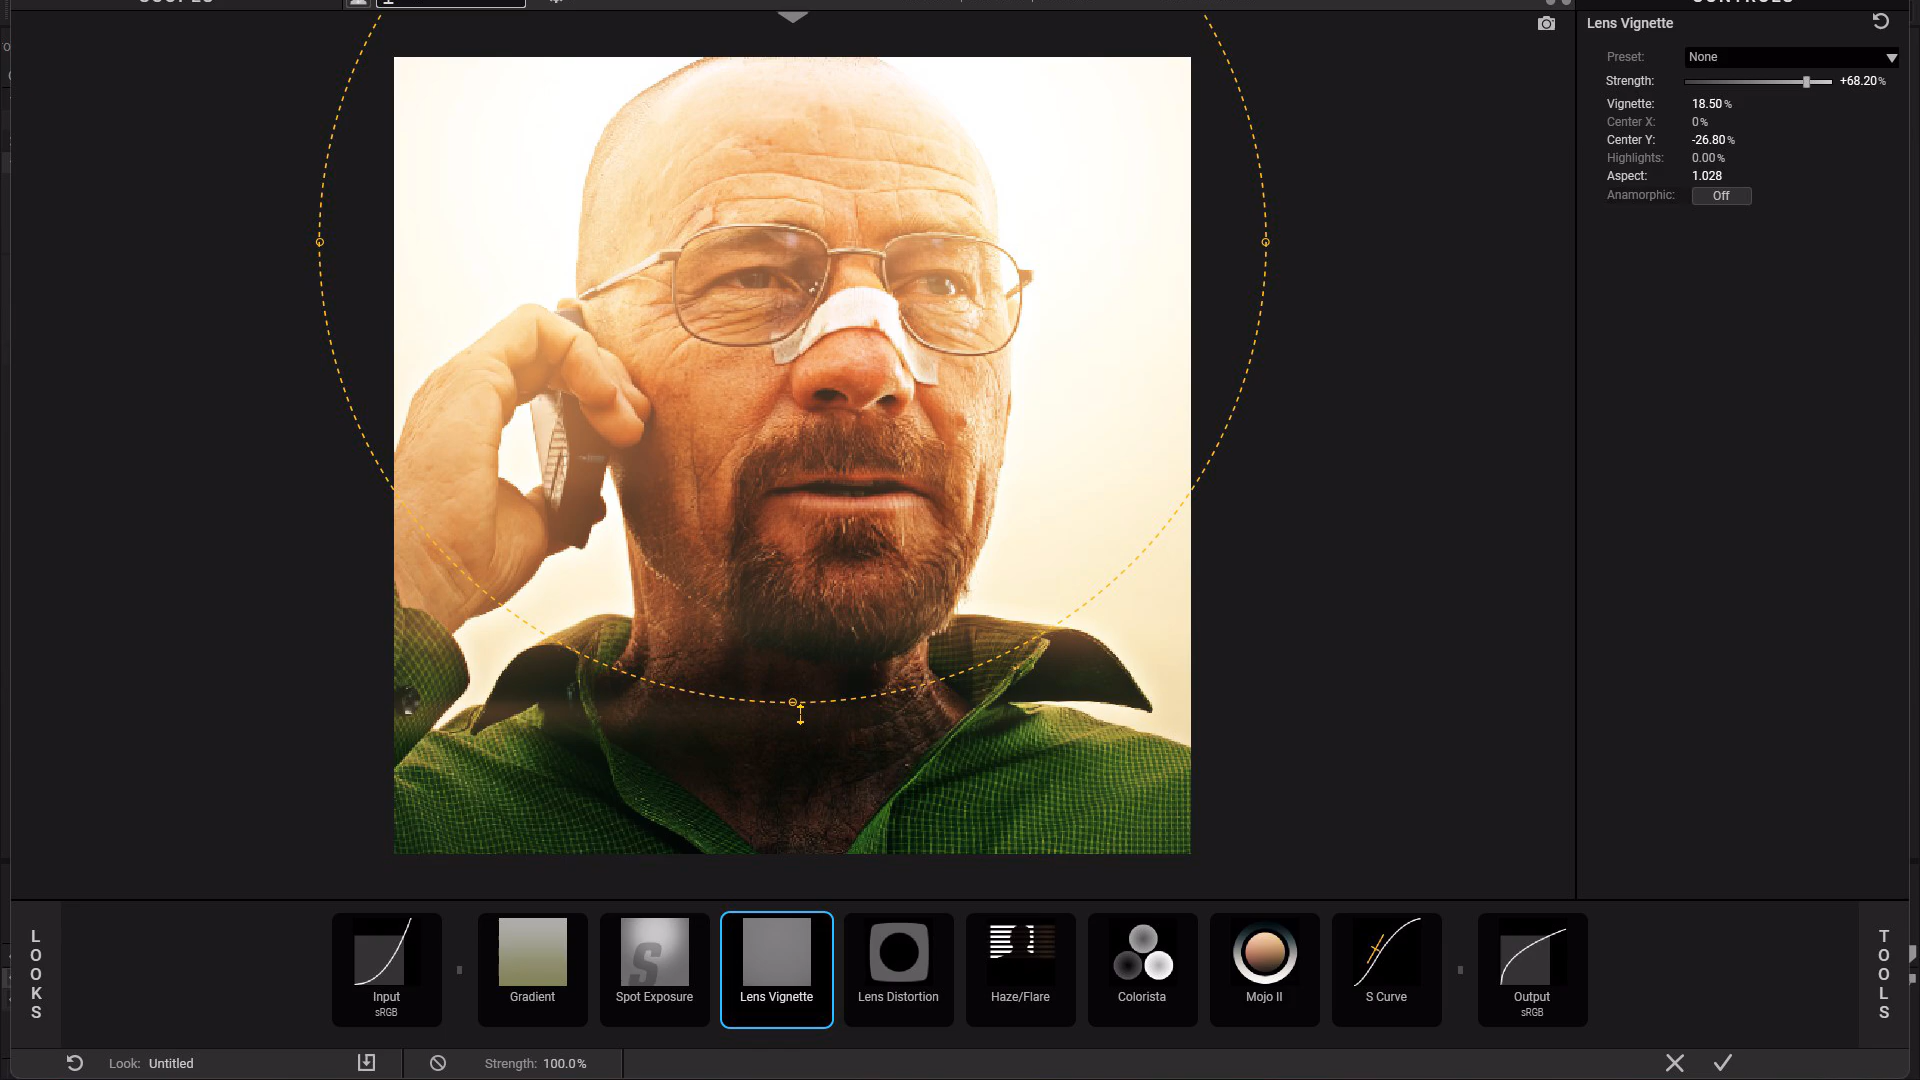 Lens Vignette
Preset: None
Strength: +68.20%
Vignette: 18.50%
Center X: 0%
Center Y: -26.80%
Highlights: 0.00%
Aspect: 1.028
Anamorphic: Off
LOOKS
Input
sRGB
Gradient
Spot Exposure
Lens Vignette
Lens Distortion
Haze/Flare
Colorista
Mojo II
S Curve
Output
sRGB
TOOLS
Look: Untitled
Strength: 100.0%